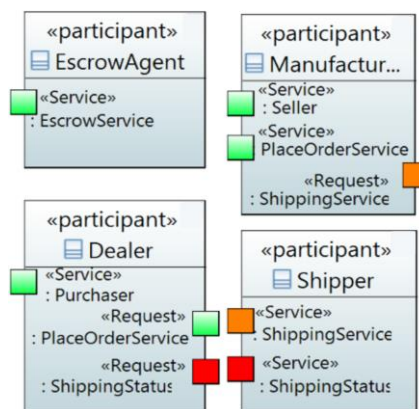 «participant»
EscrowAgent
«Service»
: EscrowService
«participant»
Manufactur...
«Service»
: Seller
«Service»
: PlaceOrderService
«Request»
: ShippingService
«participant»
Dealer
«Service»
: Purchaser
«Request»
: PlaceOrderService
«Request»
: ShippingStatus
«participant»
Shipper
«Service»
: ShippingService
«Service»
: ShippingStatus